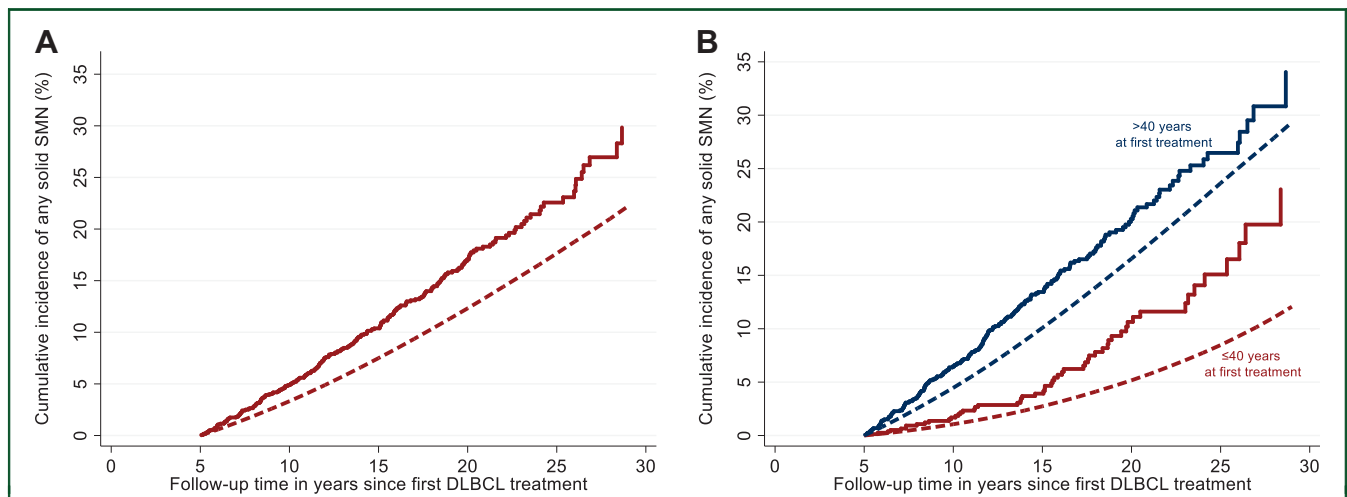 A
Cumulative incidence of any solid SMN (%)
35
30
25
20
15
10
5
0
0 5 10 15 20 25 30
Follow-up time in years since first DLBCL treatment
B
Cumulative incidence of any solid SMN (%)
35
30
25
20
15
10
5
0
>40 years
at first treatment
≤40 years
at first treatment
0 5 10 15 20 25 30
Follow-up time in years since first DLBCL treatment